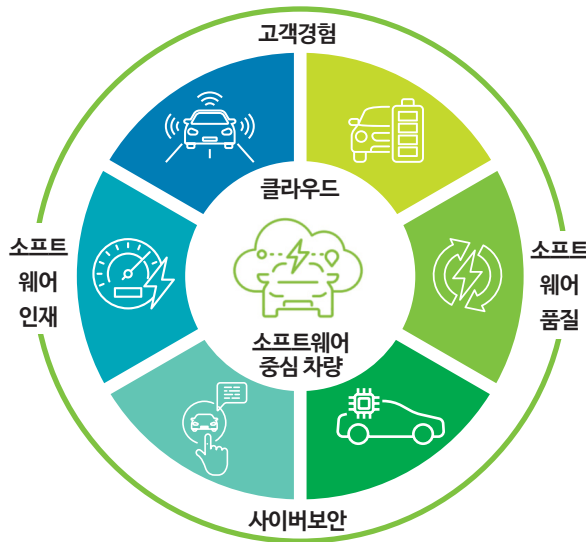 고객경험
클라우드
소프트
웨어
인재
소프트
웨어
품질
소프트웨어
중심 차량
사이버보안